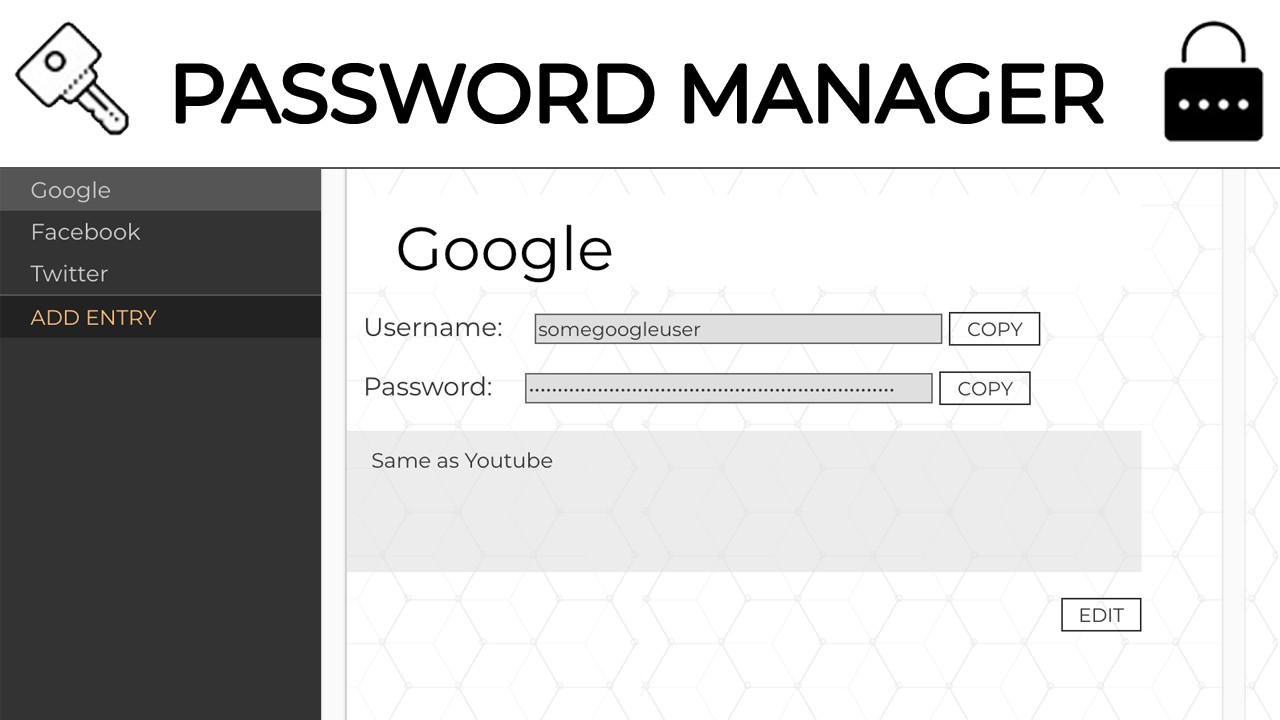 PASSWORD MANAGER
Google
Facebook
Twitter
ADD ENTRY
Google
Username: somegoogleuser COPY
Password: COPY
Same as Youtube
EDIT